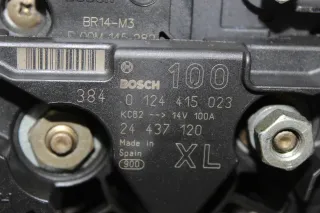 BR14-M3
BOSCH 100
384 0 124 415 023
KCB2 --> 14V 100A
24 437 120
Made in
Spain XL
900